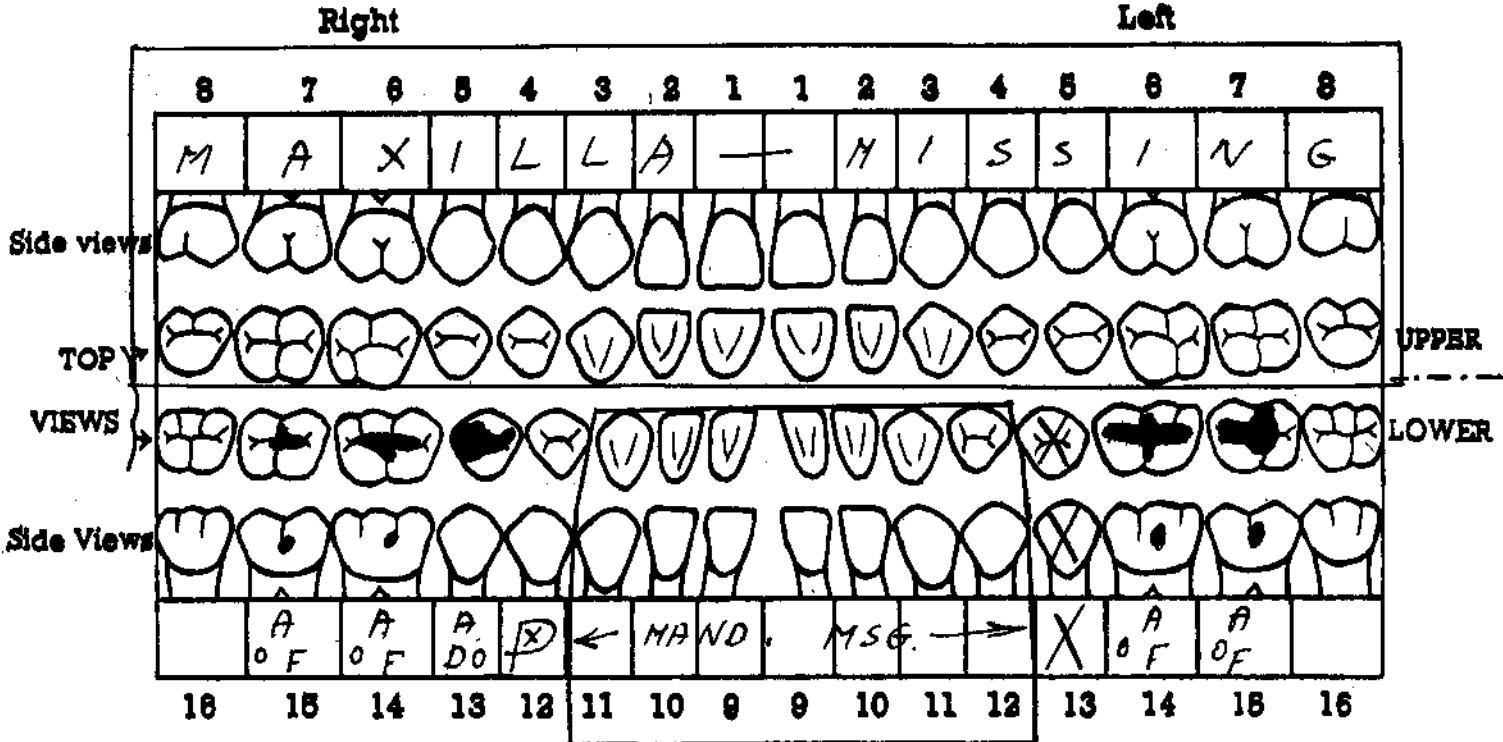 Right Left
8 7 6 5 4 3 2 1 1 2 3 4 5 6 7 8
M A X I L L A — M I S S I N G
Side views
TOP
UPPER
VIEWS
LOWER
Side Views
A A A X MAND. MSG. X A A
O F O F DO P O F O F
16 15 14 13 12 11 10 9 9 10 11 12 13 14 15 16